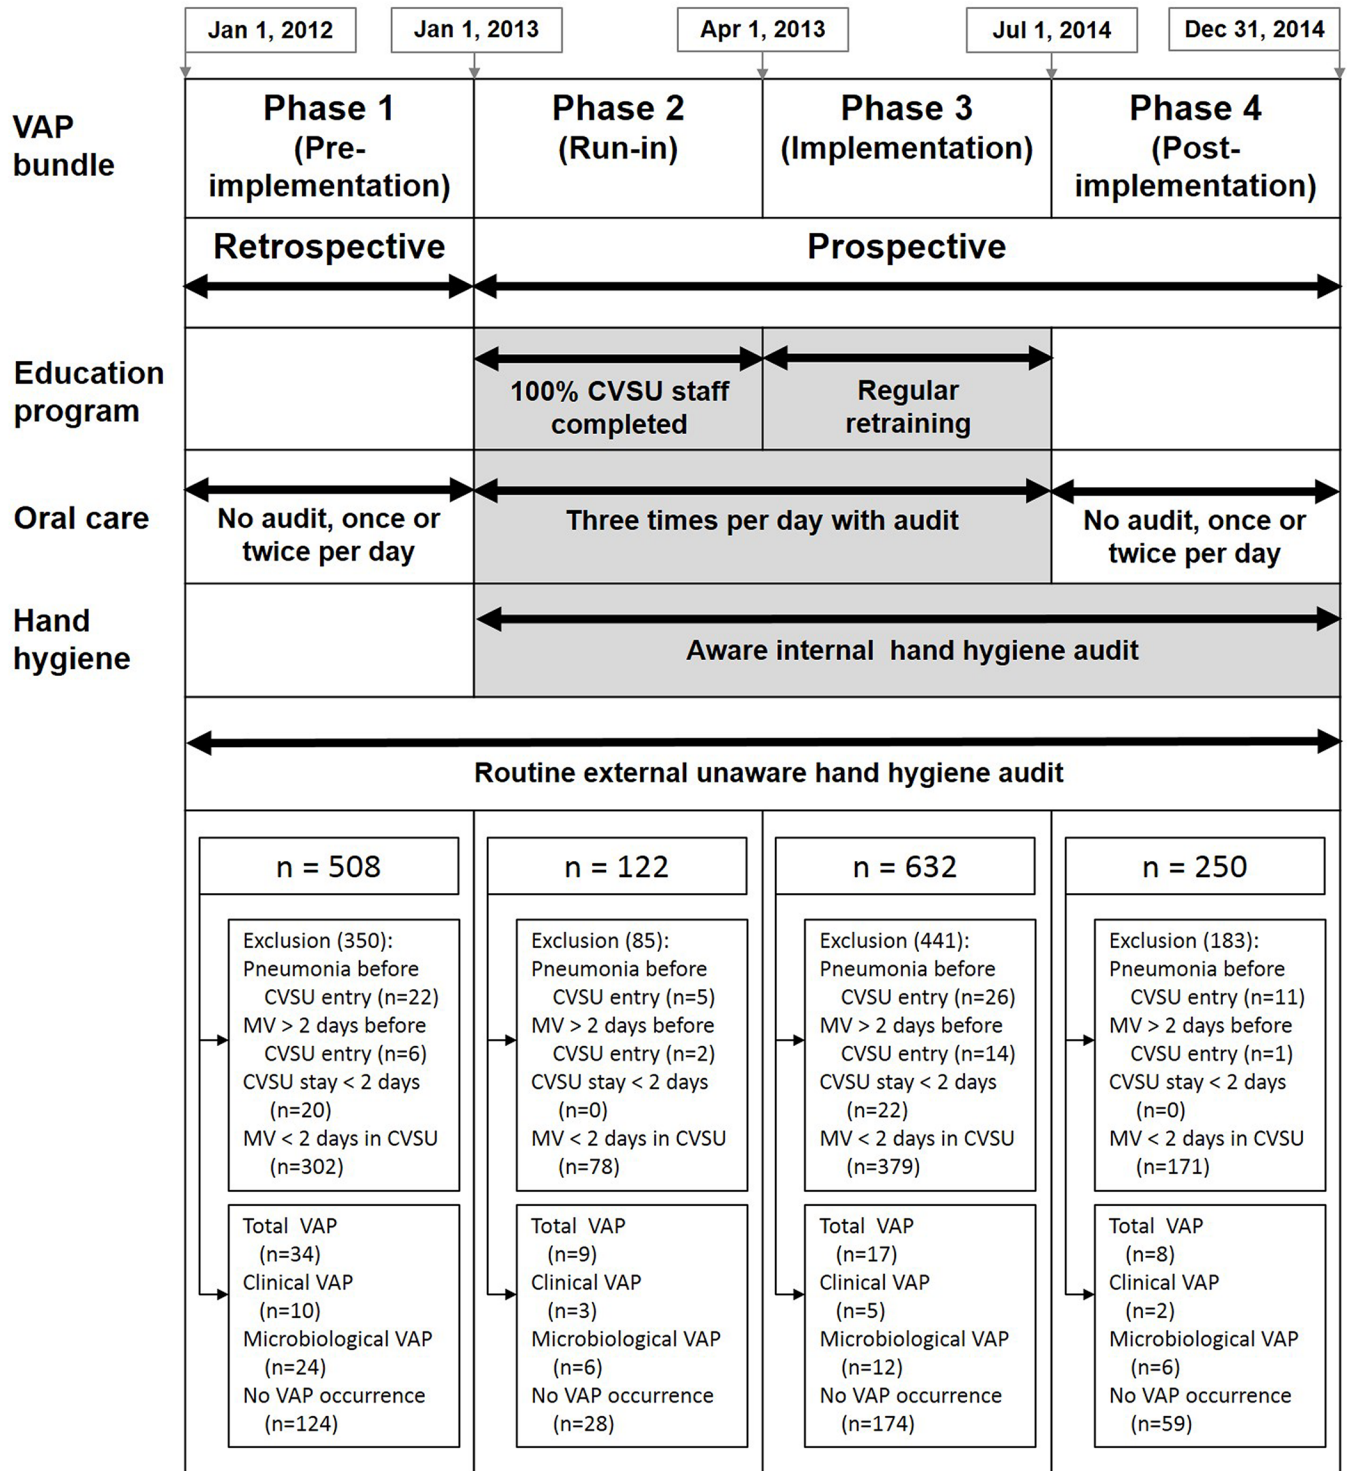 Jan 1, 2012
Jan 1, 2013
Apr 1, 2013
Jul 1, 2014
Dec 31, 2014
VAP
bundle
Phase 1
(Pre-
implementation)
Phase 2
(Run-in)
Phase 3
(Implementation)
Phase 4
(Post-
implementation)
Retrospective
Prospective
Education
program
100% CVSU staff
completed
Regular
retraining
Oral care
No audit, once or
twice per day
Three times per day with audit
No audit, once or
twice per day
Hand
hygiene
Aware internal hand hygiene audit
Routine external unaware hand hygiene audit
n = 508
Exclusion (350):
Pneumonia before
CVSU entry (n=22)
MV > 2 days before
CVSU entry (n=6)
CVSU stay < 2 days
(n=20)
MV < 2 days in CVSU
(n=302)
Total VAP
(n=34)
Clinical VAP
(n=10)
Microbiological VAP
(n=24)
No VAP occurrence
(n=124)
n = 122
Exclusion (85):
Pneumonia before
CVSU entry (n=5)
MV > 2 days before
CVSU entry (n=2)
CVSU stay < 2 days
(n=0)
MV < 2 days in CVSU
(n=78)
Total VAP
(n=9)
Clinical VAP
(n=3)
Microbiological VAP
(n=6)
No VAP occurrence
(n=28)
n = 632
Exclusion (441):
Pneumonia before
CVSU entry (n=26)
MV > 2 days before
CVSU entry (n=14)
CVSU stay < 2 days
(n=22)
MV < 2 days in CVSU
(n=379)
Total VAP
(n=17)
Clinical VAP
(n=5)
Microbiological VAP
(n=12)
No VAP occurrence
(n=174)
n = 250
Exclusion (183):
Pneumonia before
CVSU entry (n=11)
MV > 2 days before
CVSU entry (n=1)
CVSU stay < 2 days
(n=0)
MV < 2 days in CVSU
(n=171)
Total VAP
(n=8)
Clinical VAP
(n=2)
Microbiological VAP
(n=6)
No VAP occurrence
(n=59)